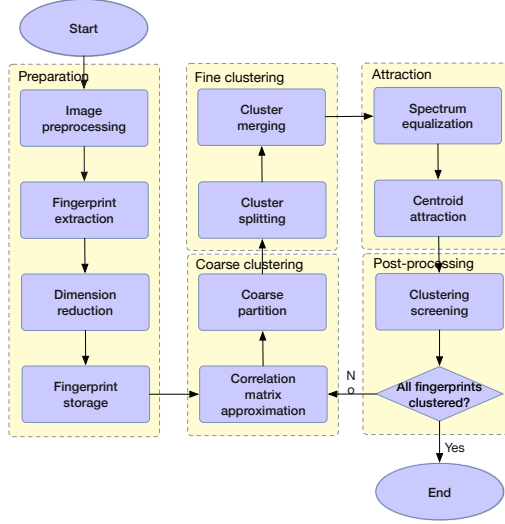 Start
Preparation
Image
preprocessing
Fingerprint
extraction
Dimension
reduction
Fingerprint
storage
Fine clustering
Cluster
merging
Cluster
splitting
Coarse clustering
Coarse
partition
Correlation
matrix
approximation
Attraction
Spectrum
equalization
Centroid
attraction
Post-processing
Clustering
screening
All fingerprints
clustered?
N
o
Yes
End